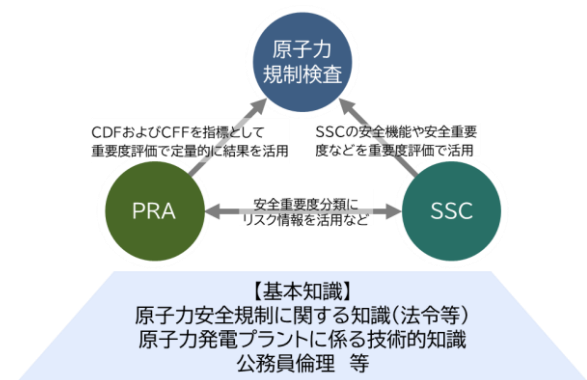 原子力
規制検査
CDFおよびCFFを指標として
重要度評価で定量的に結果を活用
SSCの安全機能や安全重要
度などを重要度評価で活用
PRA
安全重要度分類に
リスク情報を活用など
SSC
【基本知識】
原子力安全規制に関する知識(法令等)
原子力発電プラントに係る技術的知識
公務員倫理 等